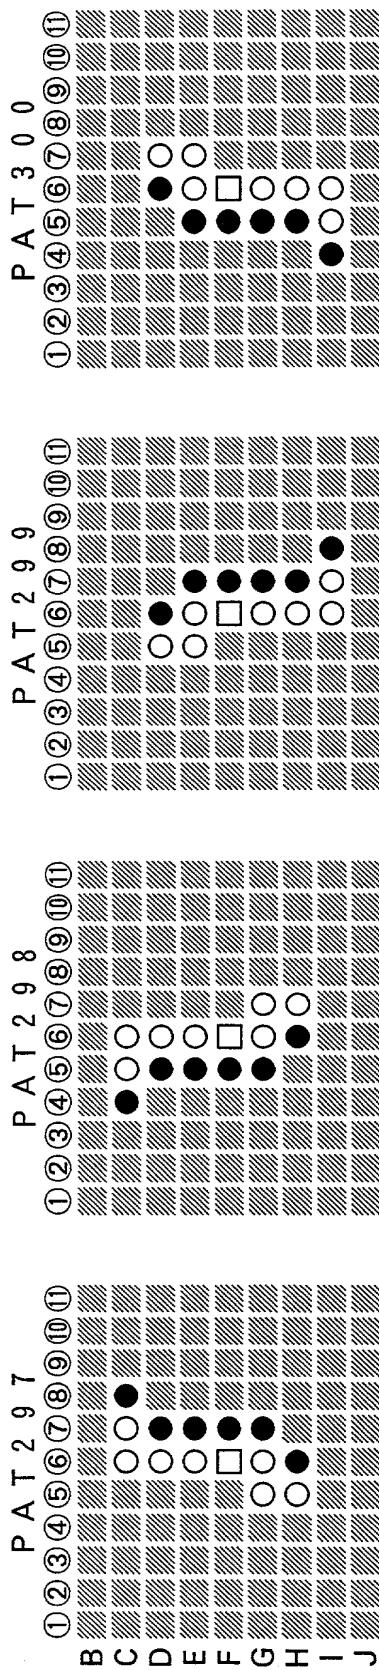 PAT297
①②③④⑤⑥⑦⑧⑨⑩⑪
B
C
D
E
F
G
H
I
J
PAT298
①②③④⑤⑥⑦⑧⑨⑩⑪
PAT299
①②③④⑤⑥⑦⑧⑨⑩⑪
PAT300
①②③④⑤⑥⑦⑧⑨⑩⑪